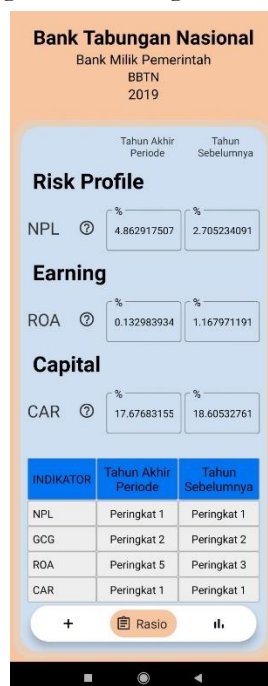 Bank Tabungan Nasional
Bank Milik Pemerintah
BBTN
2019
Tahun Akhir Periode Tahun Sebelumnya
Risk Profile
% %
NPL 4.862917507 2.705234091
Earning
% %
ROA 0.132983934 1.167971191
Capital
% %
CAR 17.67683155 18.60532761
INDIKATOR Tahun Akhir Periode Tahun Sebelumnya
NPL Peringkat 1 Peringkat 1
GCG Peringkat 2 Peringkat 2
ROA Peringkat 5 Peringkat 3
CAR Peringkat 1 Peringkat 1
+ Rasio